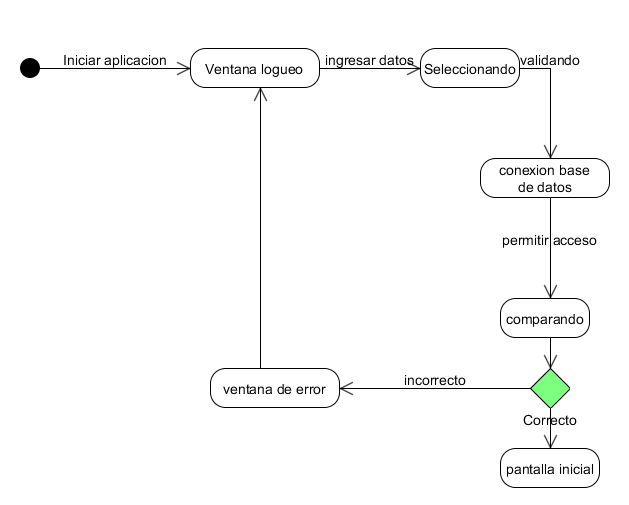 Iniciar aplicacion
Ventana logueo
ingresar datos
Seleccionando
validando
conexion base
de datos
permitir acceso
comparando
incorrecto
ventana de error
Correcto
pantalla inicial